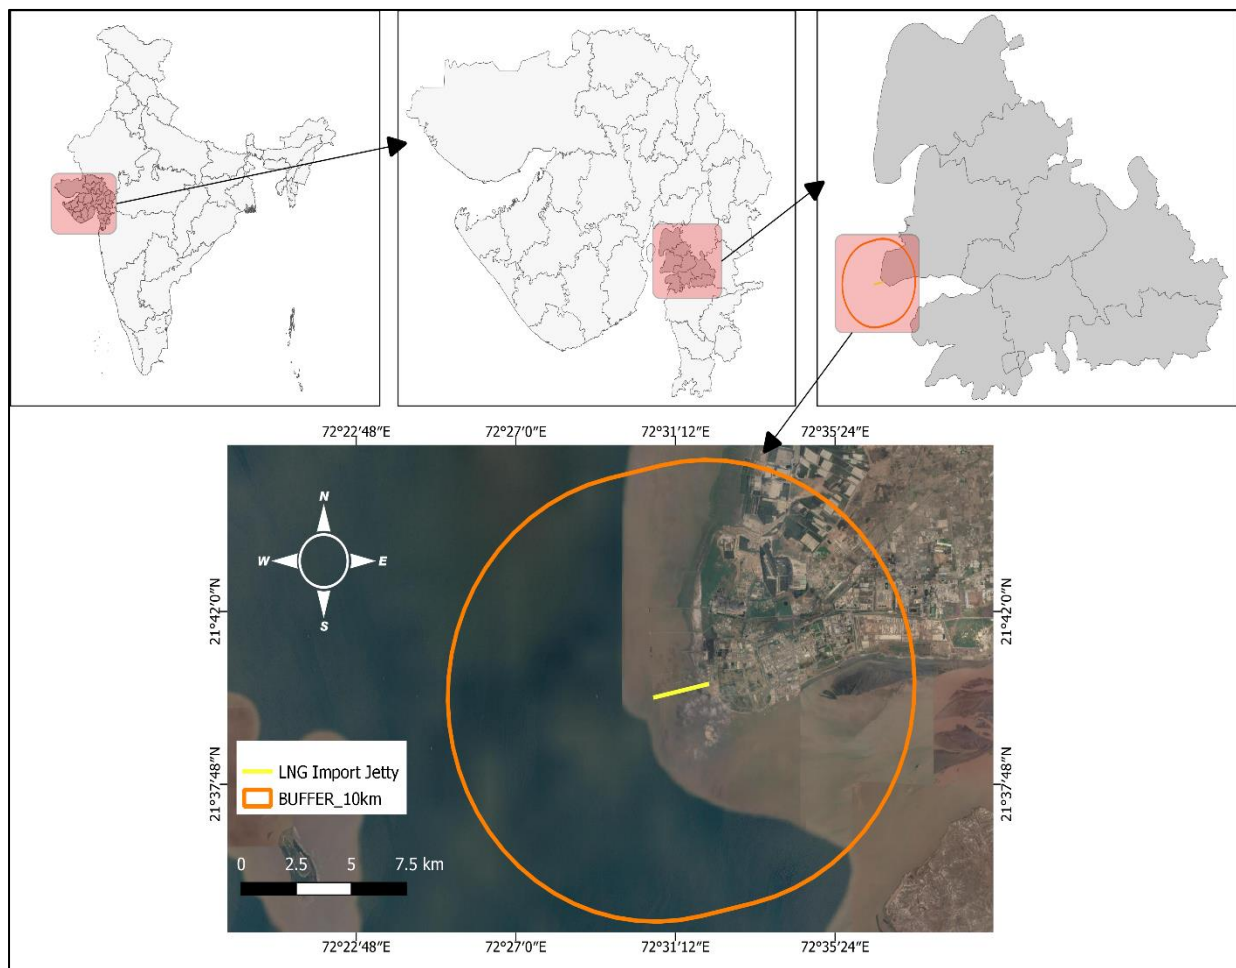 72°22'48"E 72°27'0"E 72°31'12"E 72°35'24"E
N
W E
S
21°42'0"N 21°42'0"N
21°37'48"N 21°37'48"N
LNG Import Jetty
BUFFER_10km
0 2.5 5 7.5 km
72°22'48"E 72°27'0"E 72°31'12"E 72°35'24"E